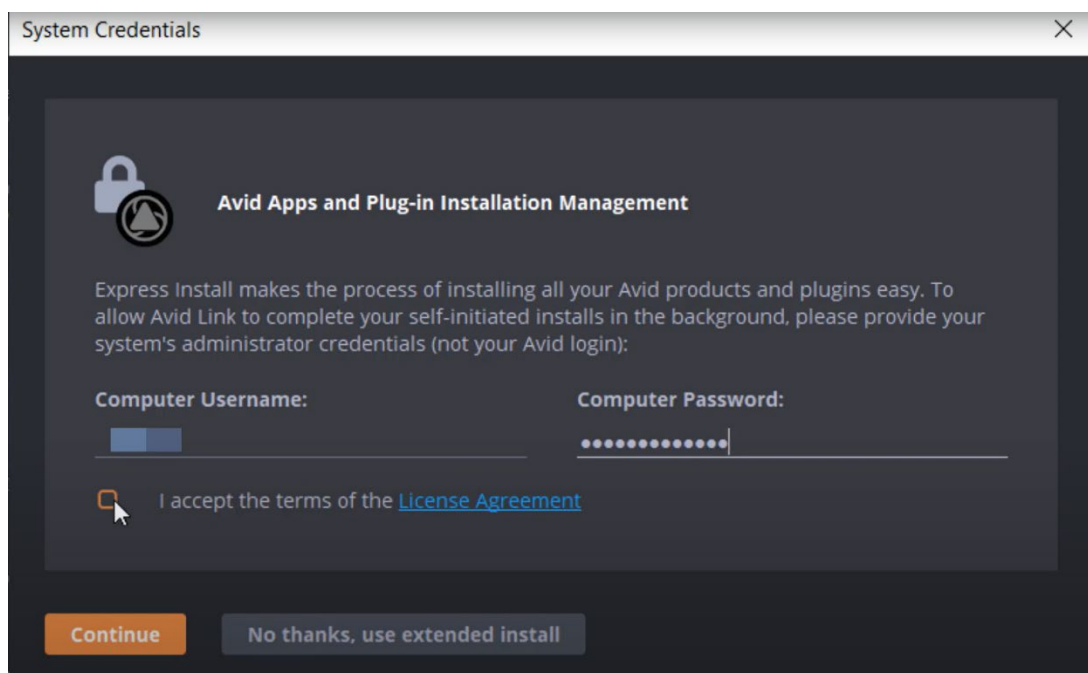 System Credentials
Avid Apps and Plug-in Installation Management
Express Install makes the process of installing all your Avid products and plugins easy. To
allow Avid Link to complete your self-initiated installs in the background, please provide your
system's administrator credentials (not your Avid login):
Computer Username:
Computer Password:
●●●●●●●●●●●●●
I accept the terms of the License Agreement
Continue
No thanks, use extended install